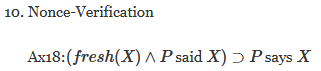 10. Nonce-Verification
Ax18:(fresh(X) ∧ P said X) ⊃ P says X